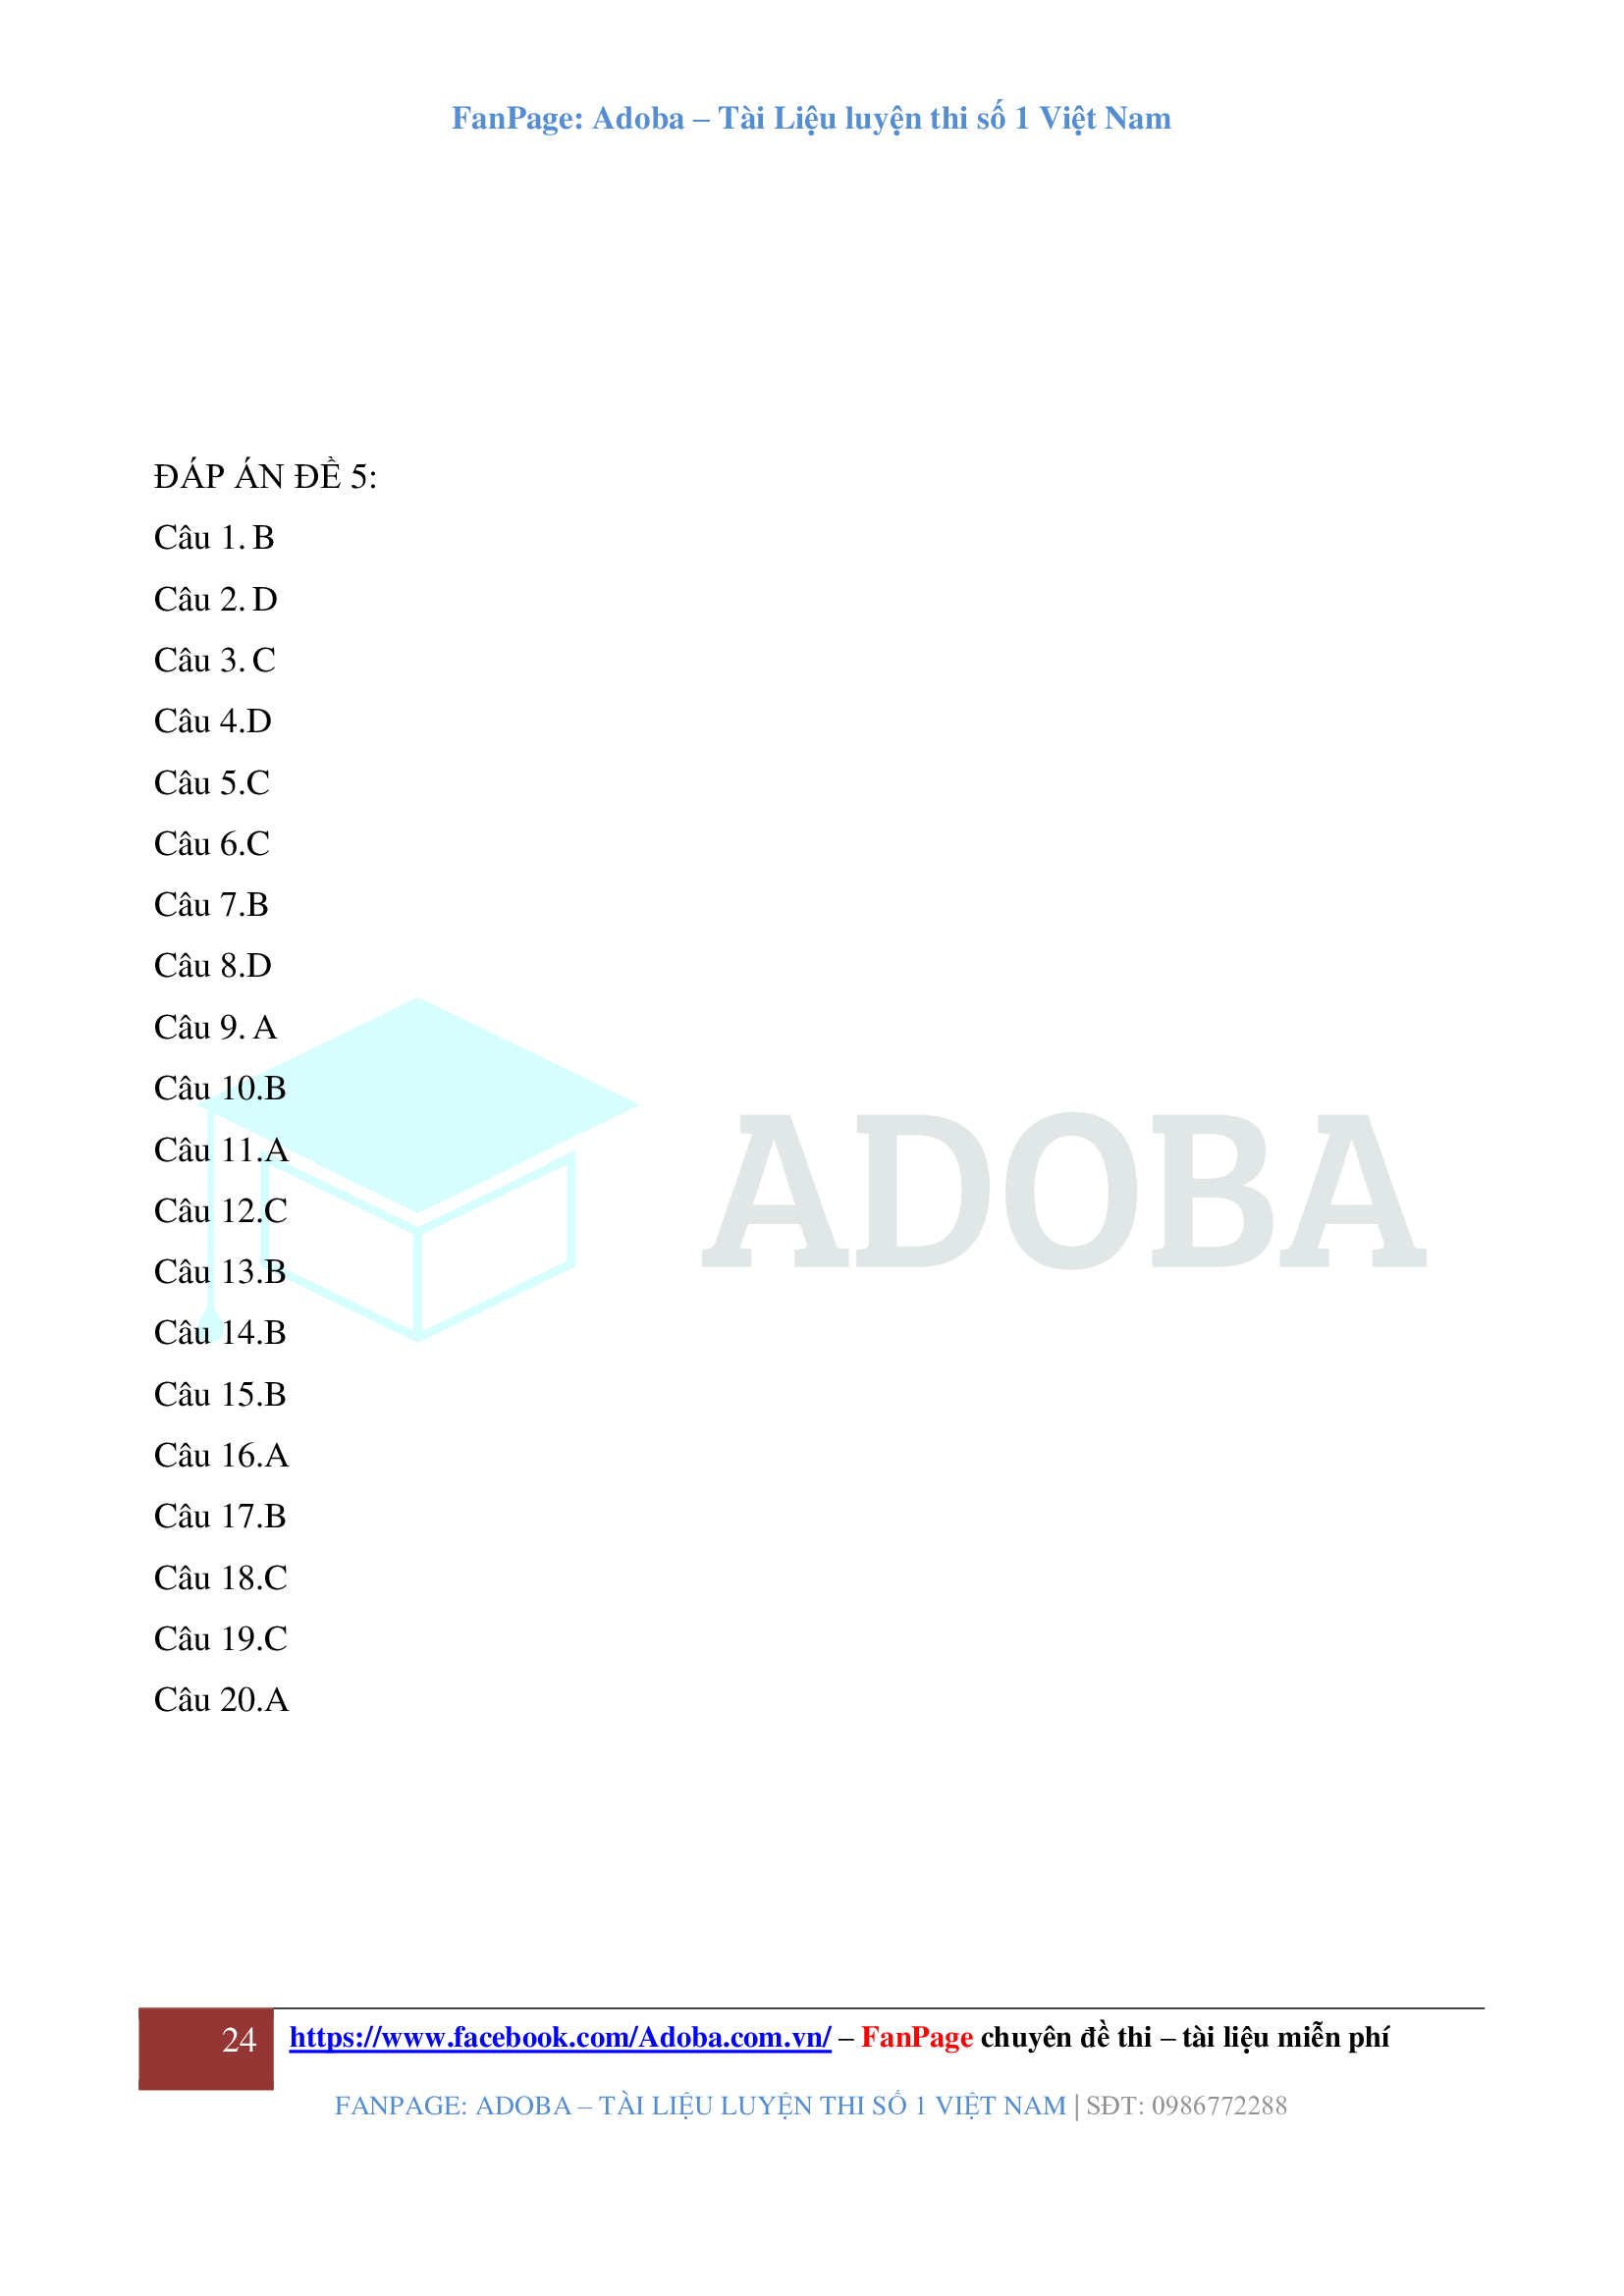 FanPage: Adoba – Tài Liệu luyện thi số 1 Việt Nam
ĐÁP ÁN ĐỀ 5:
Câu 1. B
Câu 2. D
Câu 3. C
Câu 4.D
Câu 5.C
Câu 6.C
Câu 7.B
Câu 8.D
Câu 9. A
Câu 10.B
Câu 11.A
Câu 12.C
Câu 13.B
Câu 14.B
Câu 15.B
Câu 16.A
Câu 17.B
Câu 18.C
Câu 19.C
Câu 20.A
ADOBA
24 https://www.facebook.com/Adoba.com.vn/ – FanPage chuyên đề thi – tài liệu miễn phí
FANPAGE: ADOBA – TÀI LIỆU LUYỆN THI SỐ 1 VIỆT NAM | SĐT: 0986772288